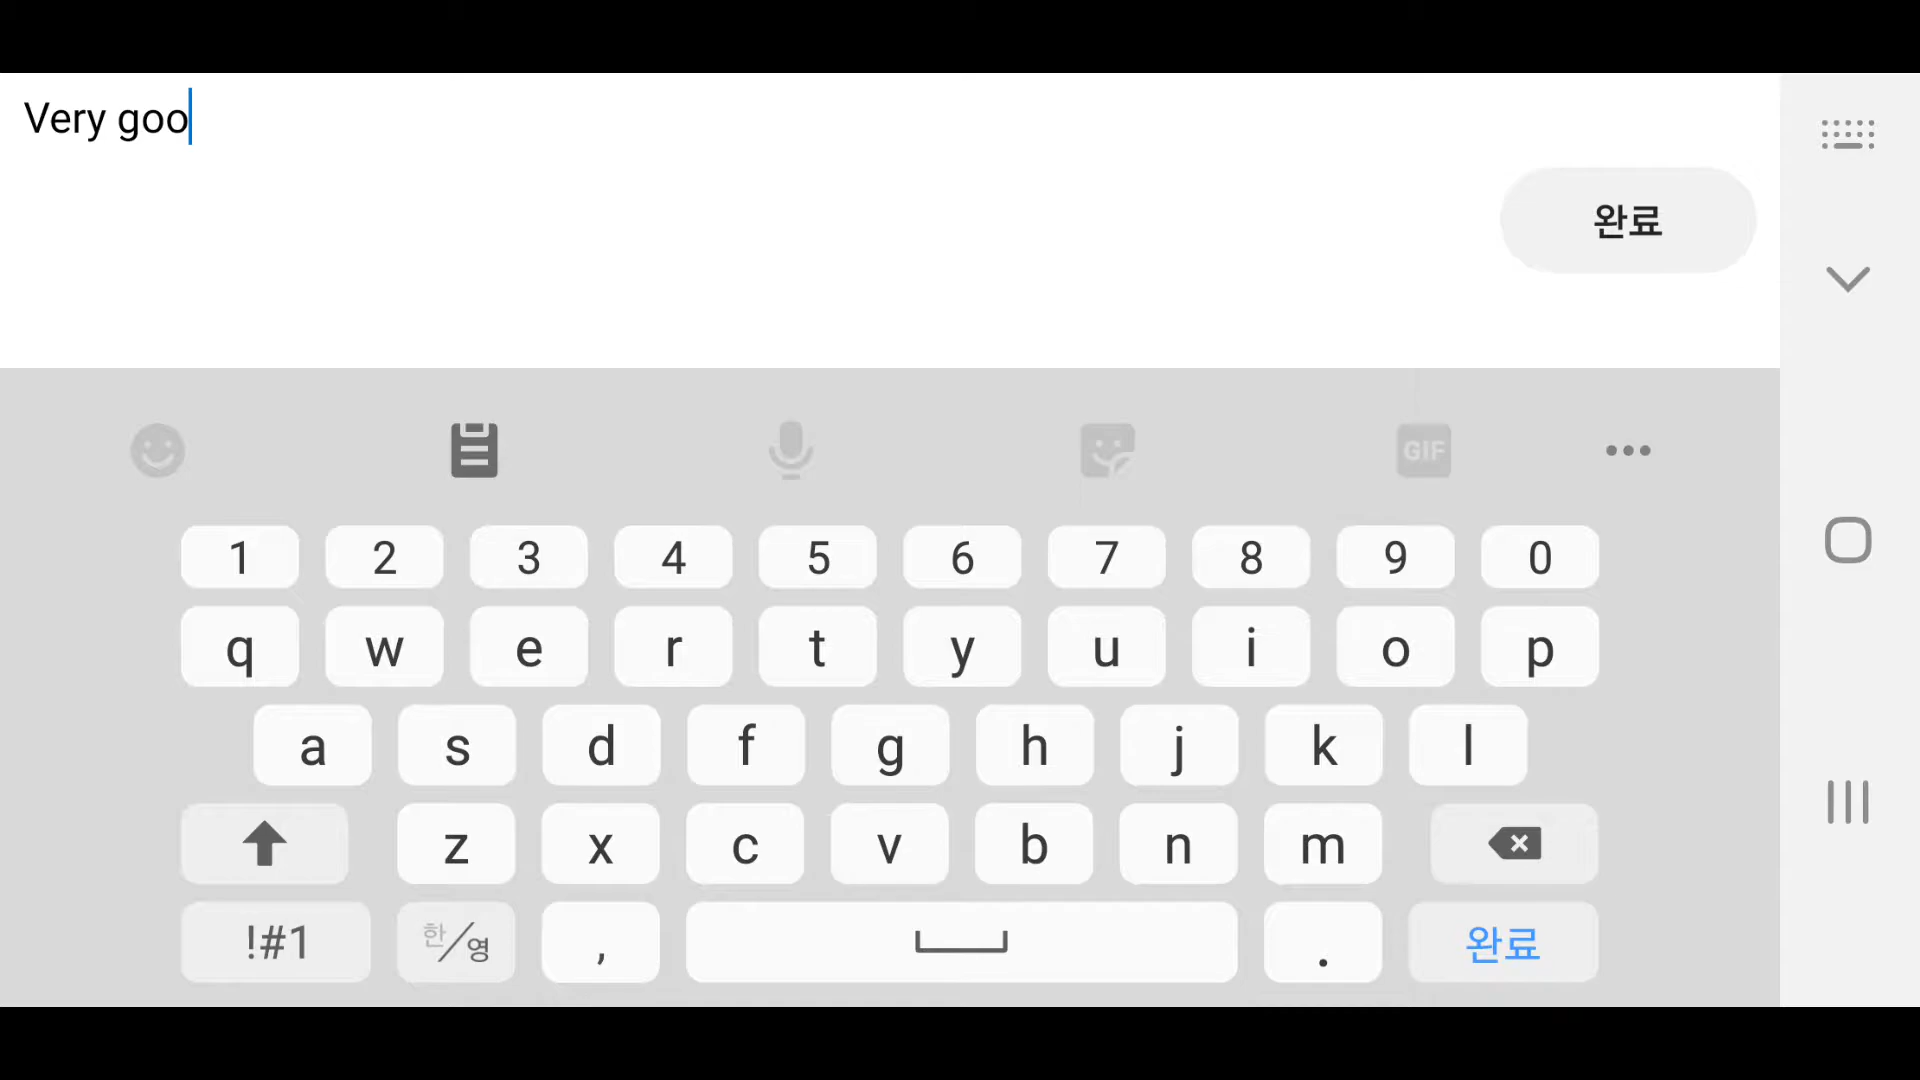 Very goo
완료
GIF
1 2 3 4 5 6 7 8 9 0
q w e r t y u i o p
a s d f g h j k l
z x c v b n m
!#1 한/영 , . 완료